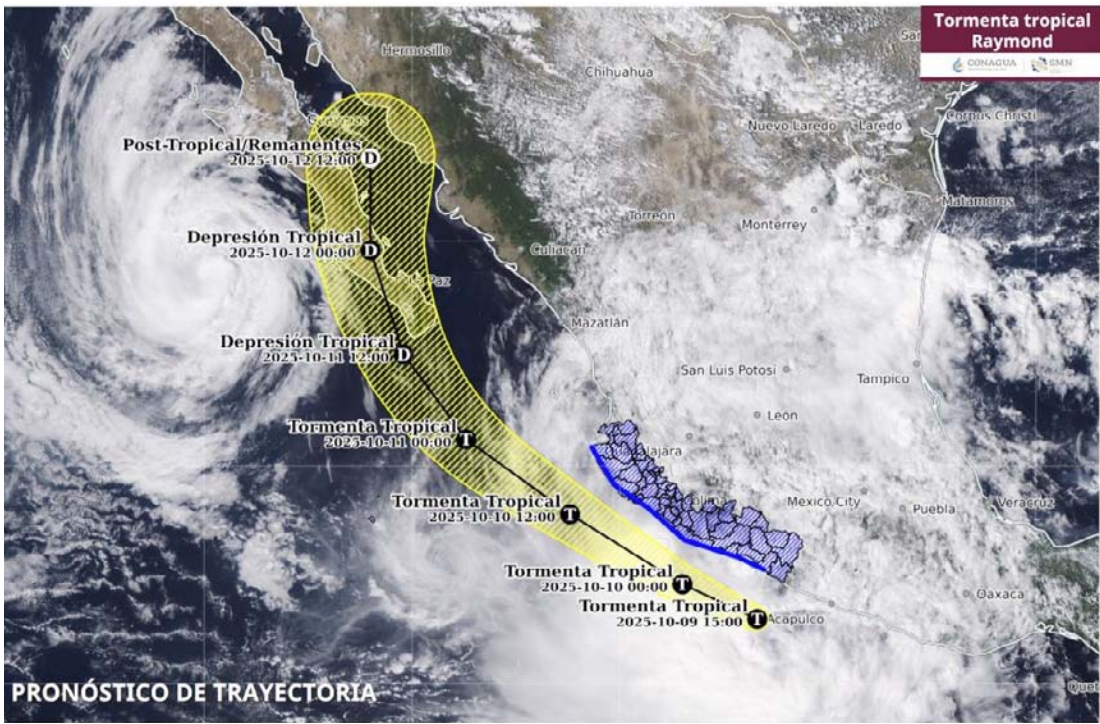 Tormenta tropical
Raymond
CONAGUA
SMN
Hermosillo
Chihuahua
Nuevo Laredo
Laredo
Corpus Christi
Post-Tropical/Remanentes
2025-10-12 12:00
D
Matamoros
Torreón
Monterrey
Depresión Tropical
2025-10-12 00:00
D
Culiacán
Mazatlán
Depresión Tropical
2025-10-11 12:00
D
San Luis Potosí
Tampico
León
Tormenta Tropical
2025-10-11 00:00
T
Tormenta Tropical
2025-10-10 12:00
T
Mexico City
Puebla
Veracruz
Tormenta Tropical
2025-10-10 00:00
T
Oaxaca
Tormenta Tropical
2025-10-09 15:00
T
Acapulco
PRONÓSTICO DE TRAYECTORIA